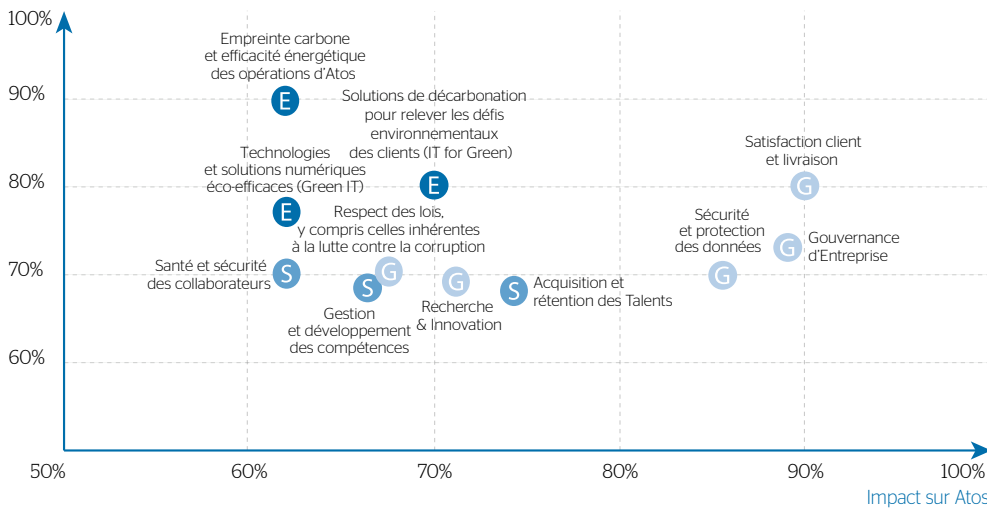 100%
Empreinte carbone
et efficacité énergétique
des opérations d'Atos
E
90%
Solutions de décarbonation
pour relever les défis
environnementaux
des clients (IT for Green)
E
Technologies
et solutions numériques
éco-efficaces (Green IT)
E
80%
Satisfaction client
et livraison
G
Respect des lois,
y compris celles inhérentes
à la lutte contre la corruption
G
Sécurité
et protection
des données
G
G
Gouvernance
d'Entreprise
70%
Santé et sécurité
des collaborateurs
S
S
Gestion
et développement
des compétences
G
Recherche
& Innovation
S
Acquisition et
rétention des Talents
60%
50%
60%
70%
80%
90%
100%
Impact sur Atos